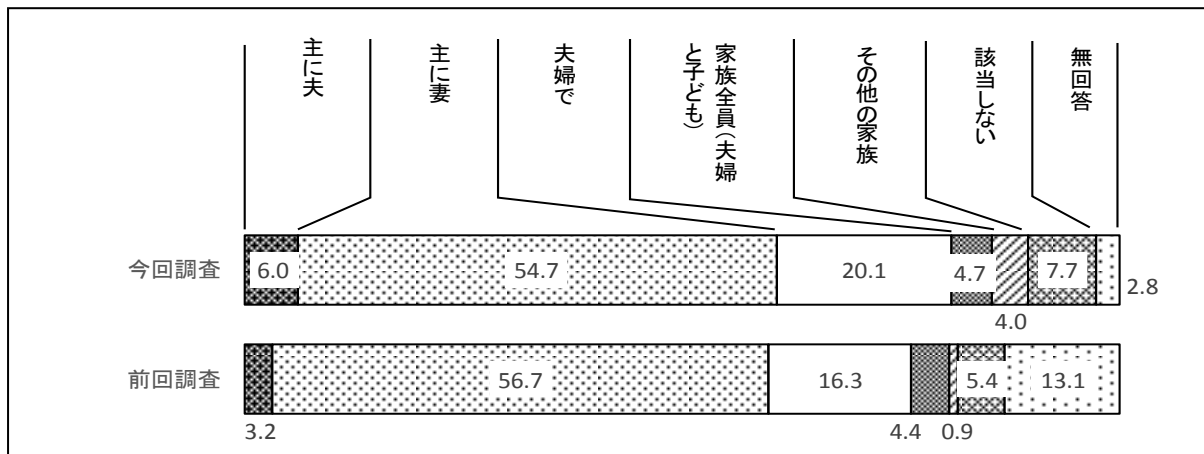 主に夫
主に妻
夫婦で
家族全員（夫婦
と子ども）
その他の家族
該当しない
無回答
今回調査
6.0
54.7
20.1
4.7
4.0
7.7
2.8
前回調査
3.2
56.7
16.3
4.4
0.9
5.4
13.1